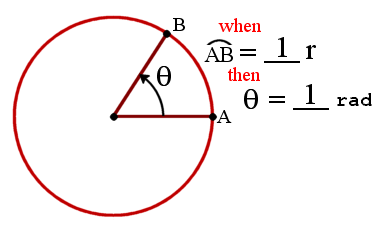 when
B
AB = 1 r
then
θ
θ = 1 rad
A